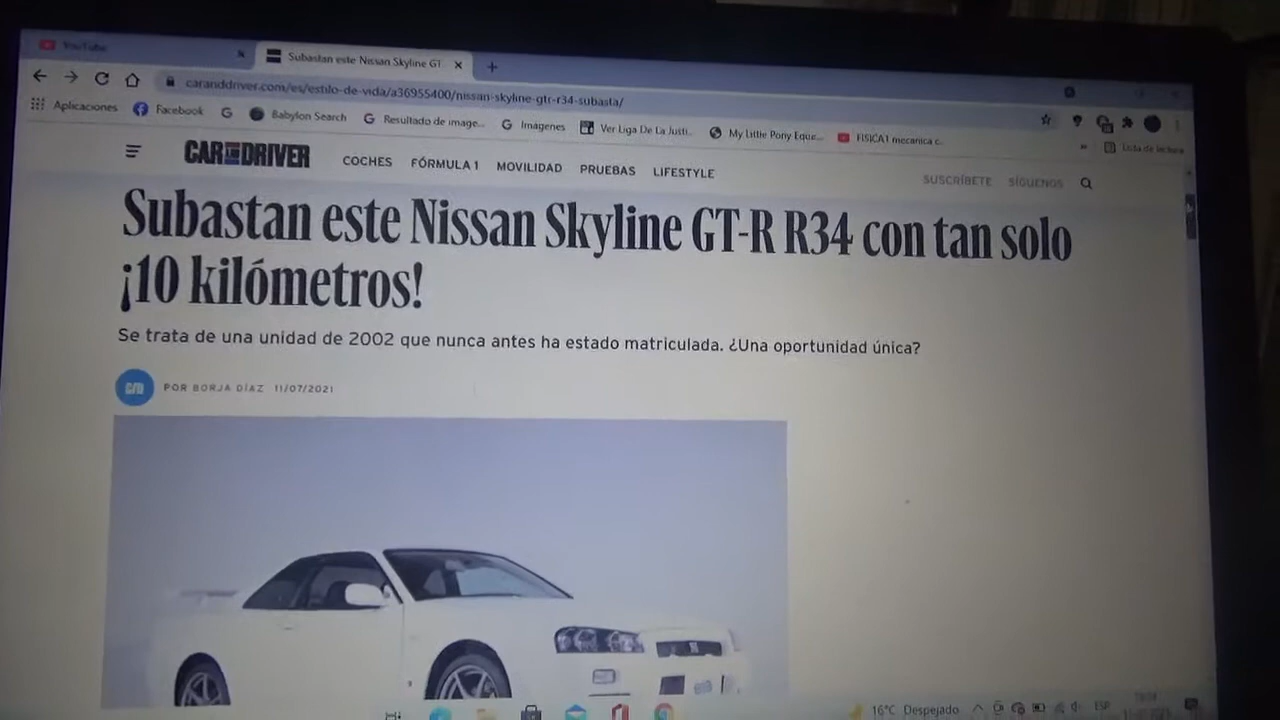 YouTube
Subastan este Nissan Skyline GT
caranddriver.com/es/estilo-de-vida/a36955400/nissan-skyline-gtr-r34-subasta/
Aplicaciones Facebook Babylon Search Resultado de image... Imagenes Ver Liga De La Justi... My Little Pony Eque... FISICA1 mecanica c... Lista de lectura
CAR AND DRIVER COCHES FÓRMULA 1 MOVILIDAD PRUEBAS LIFESTYLE SUSCRÍBETE SÍGUENOS
Subastan este Nissan Skyline GT-R R34 con tan solo
¡10 kilómetros!
Se trata de una unidad de 2002 que nunca antes ha estado matriculada. ¿Una oportunidad única?
POR BORJA DÍAZ 11/07/2021
16°C Despejado ESP